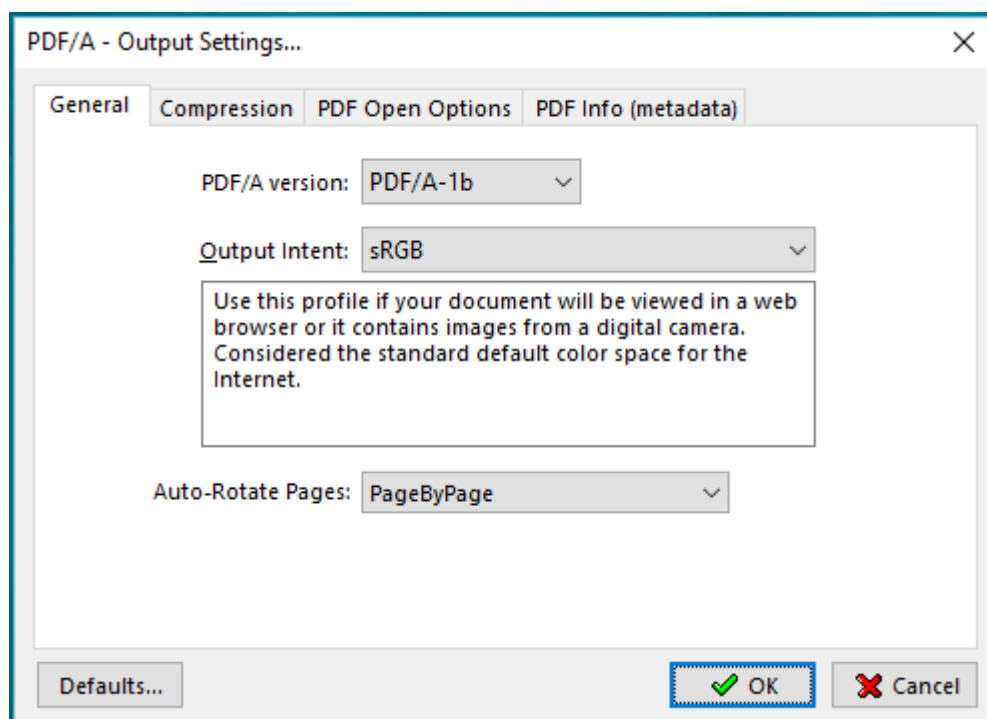 PDF/A - Output Settings...
General Compression PDF Open Options PDF Info (metadata)
PDF/A version: PDF/A-1b
Output Intent: sRGB
Use this profile if your document will be viewed in a web
browser or it contains images from a digital camera.
Considered the standard default color space for the
Internet.
Auto-Rotate Pages: PageByPage
Defaults... OK Cancel